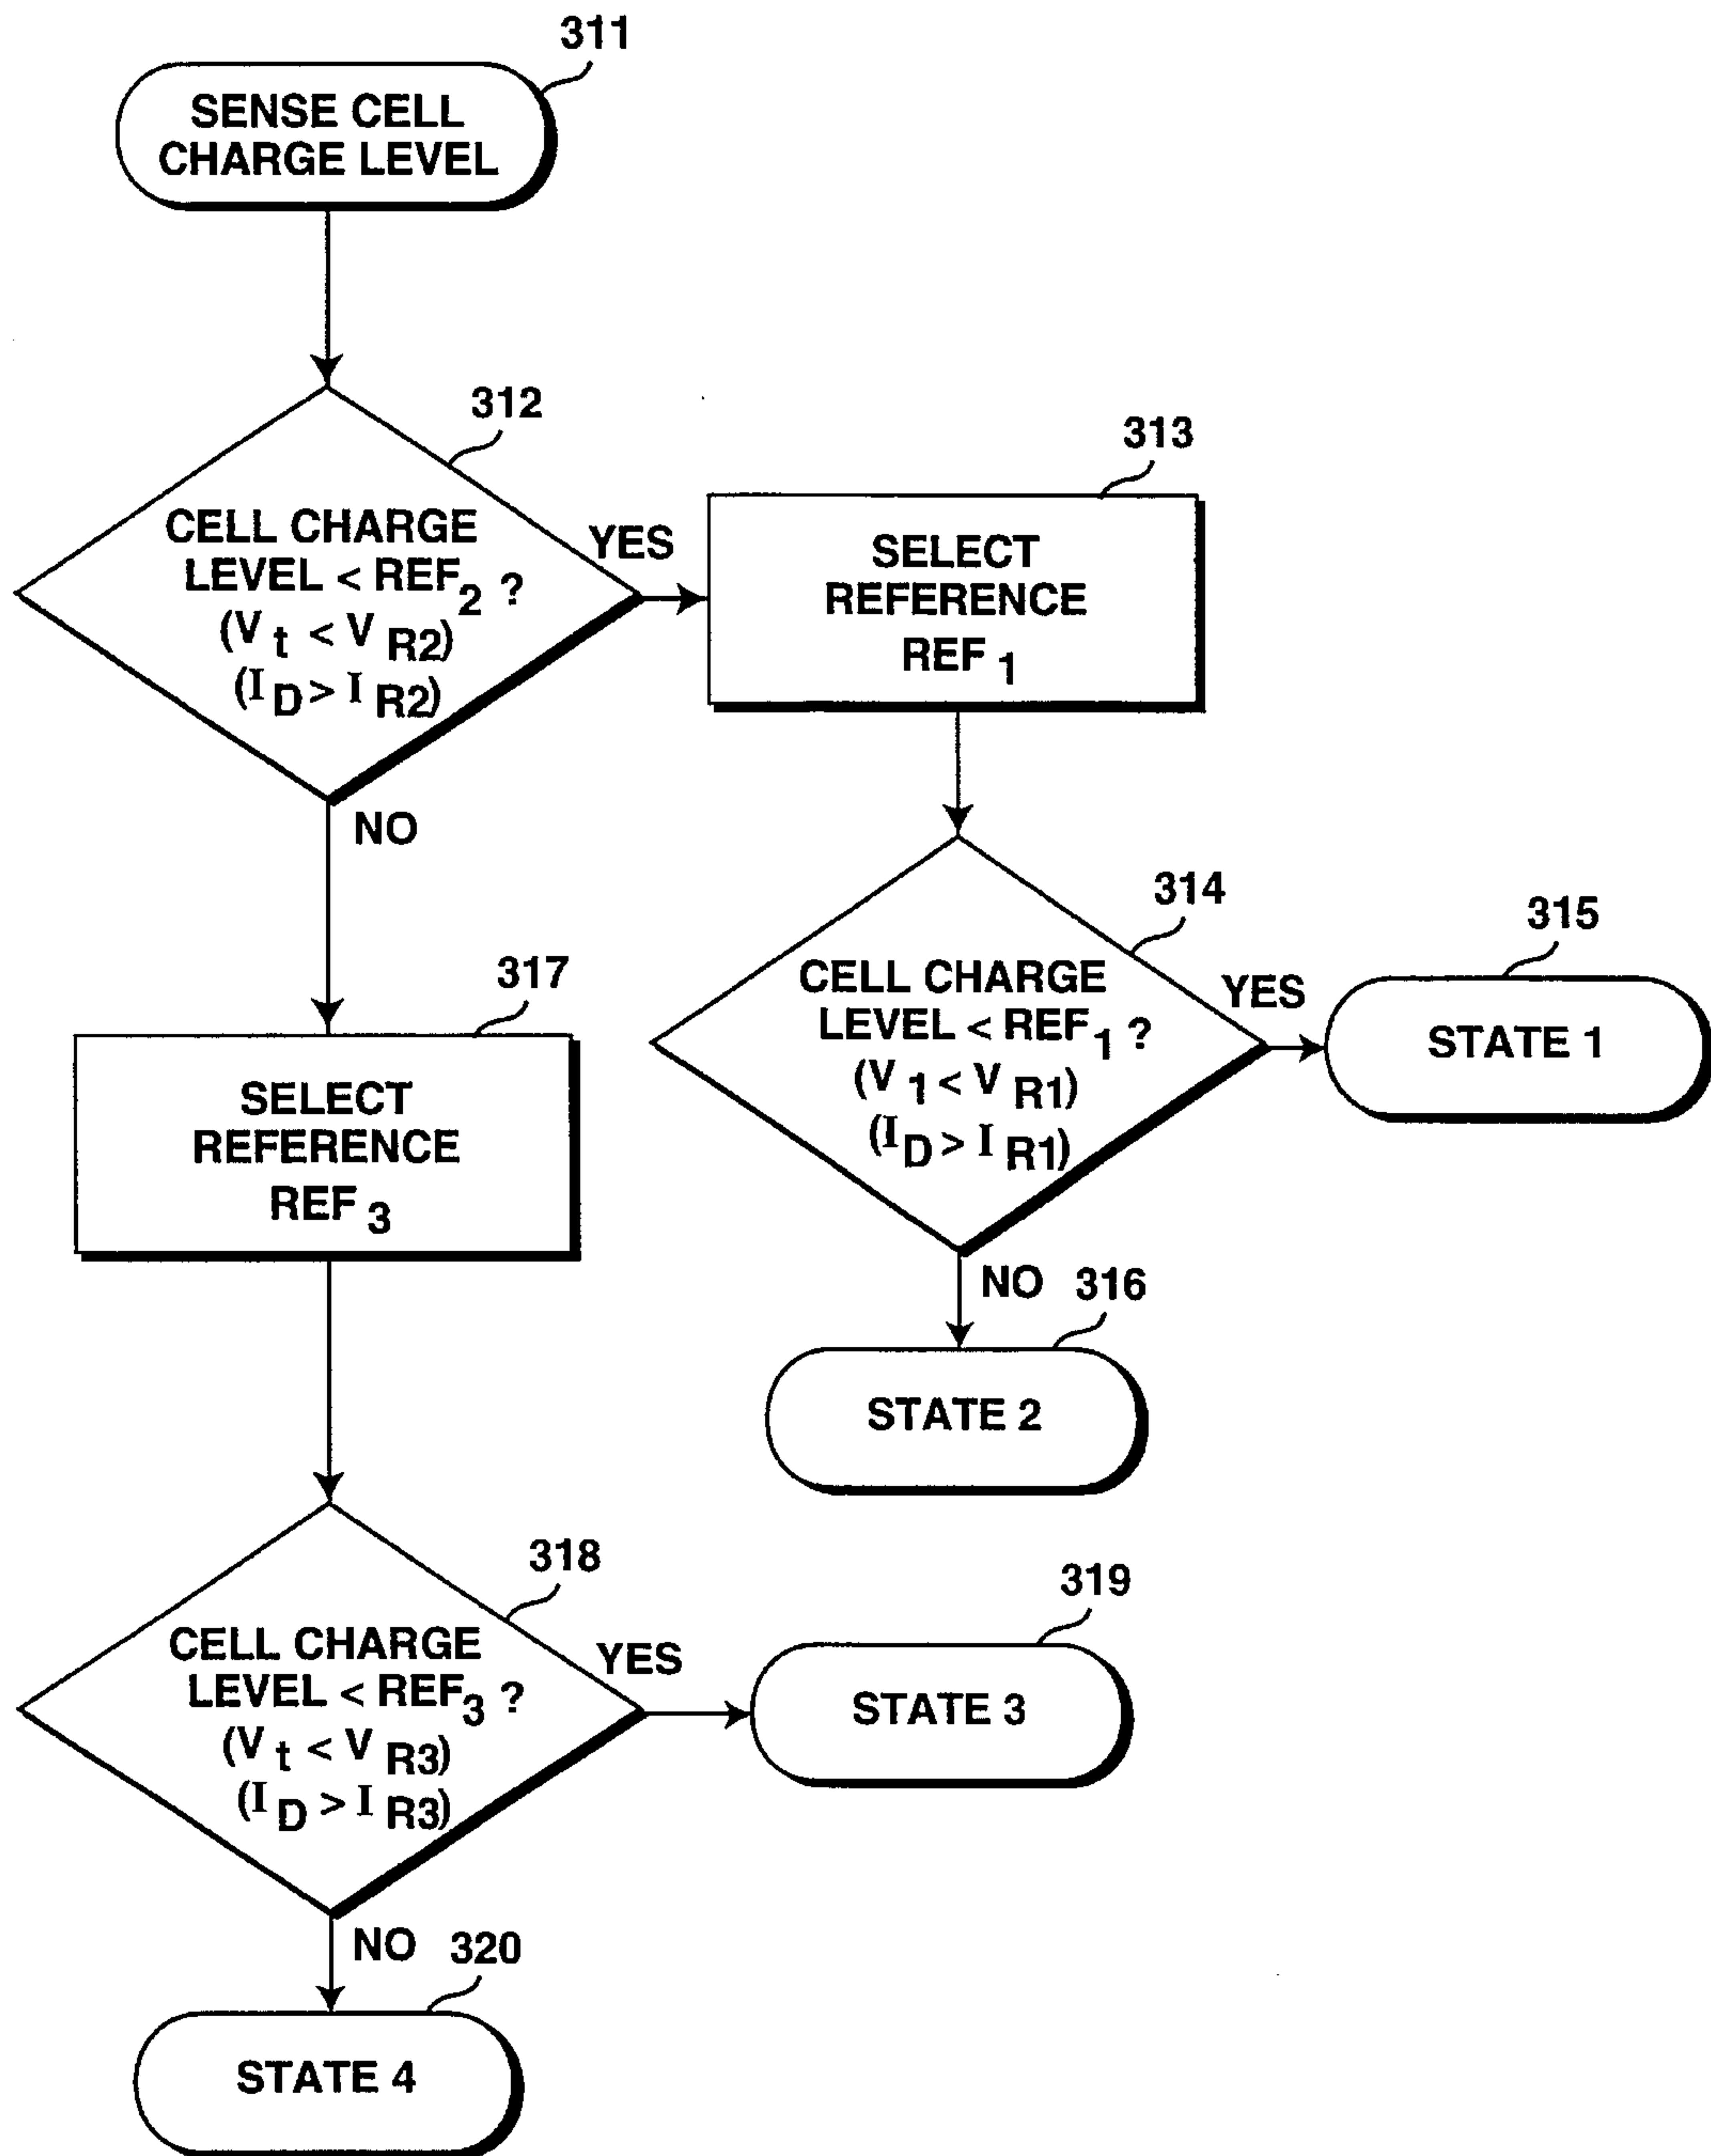 311
SENSE CELL
CHARGE LEVEL
312
CELL CHARGE
LEVEL < REF2 ?
(Vt < VR2)
(ID > IR2)
YES
NO
313
SELECT
REFERENCE
REF1
314
CELL CHARGE
LEVEL < REF1 ?
(V1 < VR1)
(ID > IR1)
YES
NO
315
STATE 1
316
STATE 2
317
SELECT
REFERENCE
REF3
318
CELL CHARGE
LEVEL < REF3 ?
(Vt < VR3)
(ID > IR3)
YES
NO
319
STATE 3
320
STATE 4